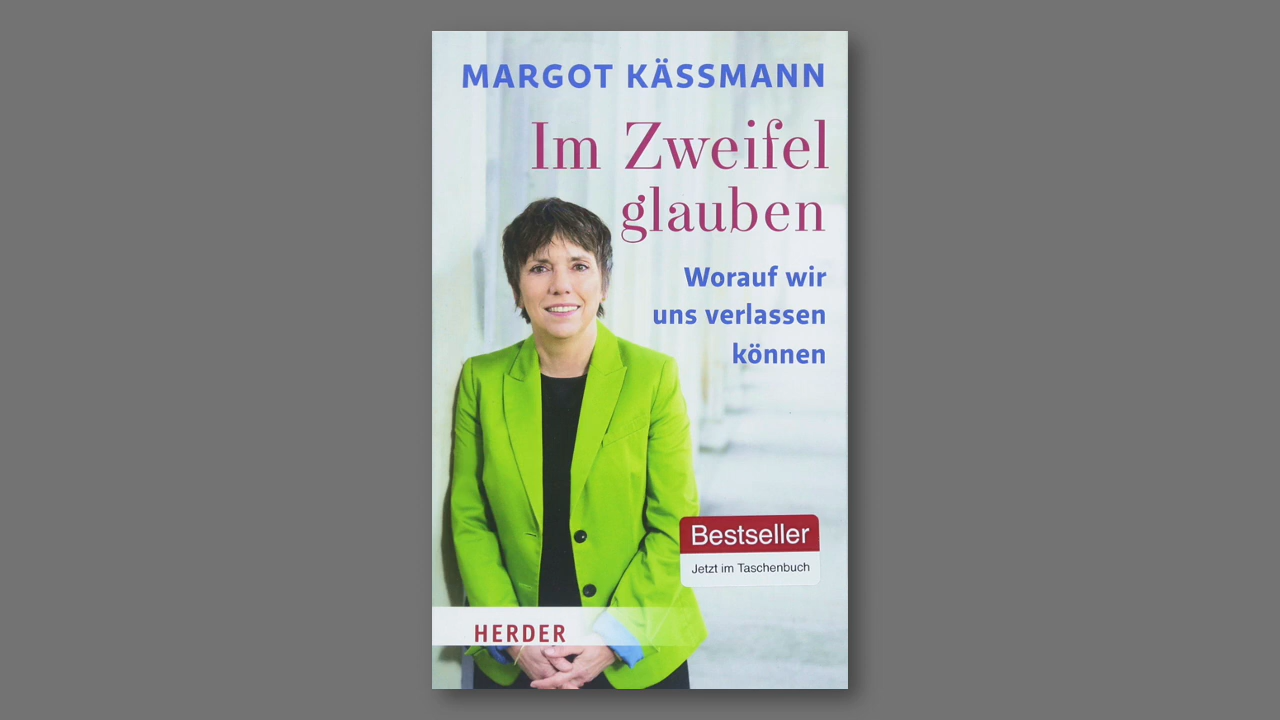 MARGOT KÄSSMANN
Im Zweifel
glauben
Worauf wir
uns verlassen
können
Bestseller
Jetzt im Taschenbuch
HERDER